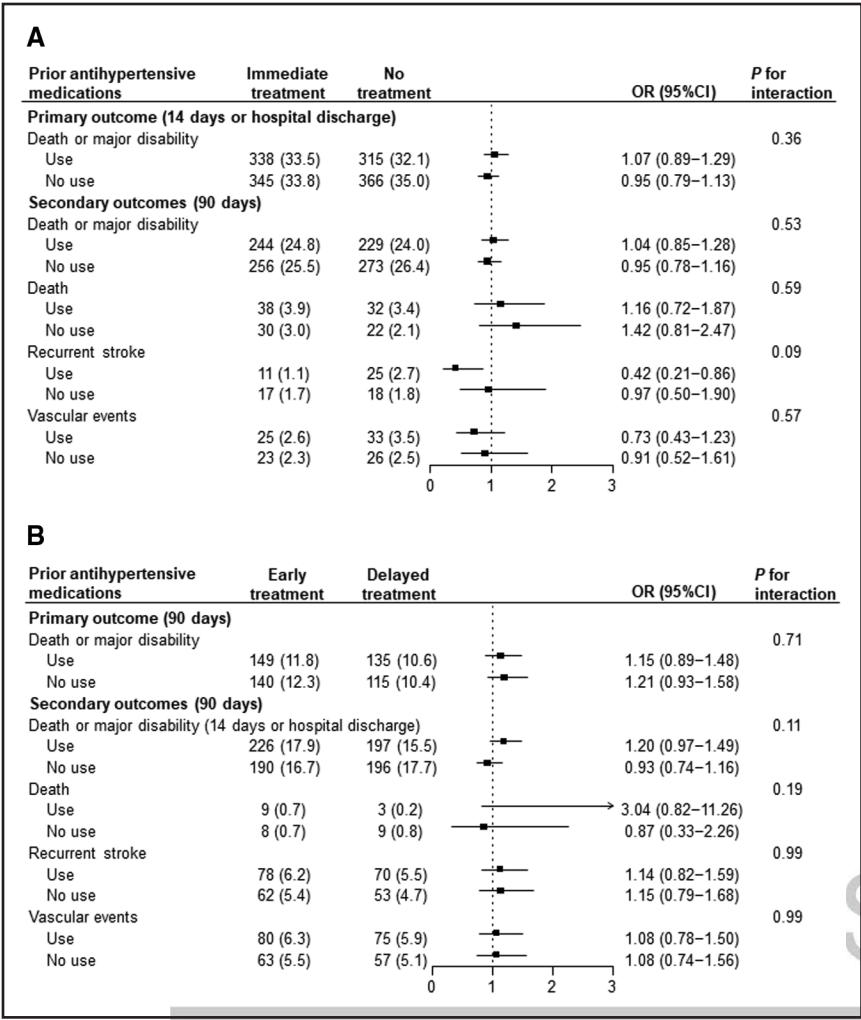 A
Prior antihypertensive Immediate No P for
medications treatment treatment OR (95%CI) interaction
Primary outcome (14 days or hospital discharge)
Death or major disability 0.36
Use 338 (33.5) 315 (32.1) 1.07 (0.89–1.29)
No use 345 (33.8) 366 (35.0) 0.95 (0.79–1.13)
Secondary outcomes (90 days)
Death or major disability 0.53
Use 244 (24.8) 229 (24.0) 1.04 (0.85–1.28)
No use 256 (25.5) 273 (26.4) 0.95 (0.78–1.16)
Death 0.59
Use 38 (3.9) 32 (3.4) 1.16 (0.72–1.87)
No use 30 (3.0) 22 (2.1) 1.42 (0.81–2.47)
Recurrent stroke 0.09
Use 11 (1.1) 25 (2.7) 0.42 (0.21–0.86)
No use 17 (1.7) 18 (1.8) 0.97 (0.50–1.90)
Vascular events 0.57
Use 25 (2.6) 33 (3.5) 0.73 (0.43–1.23)
No use 23 (2.3) 26 (2.5) 0.91 (0.52–1.61)
0 1 2 3
B
Prior antihypertensive Early Delayed P for
medications treatment treatment OR (95%CI) interaction
Primary outcome (90 days)
Death or major disability 0.71
Use 149 (11.8) 135 (10.6) 1.15 (0.89–1.48)
No use 140 (12.3) 115 (10.4) 1.21 (0.93–1.58)
Secondary outcomes (90 days)
Death or major disability (14 days or hospital discharge) 0.11
Use 226 (17.9) 197 (15.5) 1.20 (0.97–1.49)
No use 190 (16.7) 196 (17.7) 0.93 (0.74–1.16)
Death 0.19
Use 9 (0.7) 3 (0.2) 3.04 (0.82–11.26)
No use 8 (0.7) 9 (0.8) 0.87 (0.33–2.26)
Recurrent stroke 0.99
Use 78 (6.2) 70 (5.5) 1.14 (0.82–1.59)
No use 62 (5.4) 53 (4.7) 1.15 (0.79–1.68)
Vascular events 0.99
Use 80 (6.3) 75 (5.9) 1.08 (0.78–1.50)
No use 63 (5.5) 57 (5.1) 1.08 (0.74–1.56)
0 1 2 3